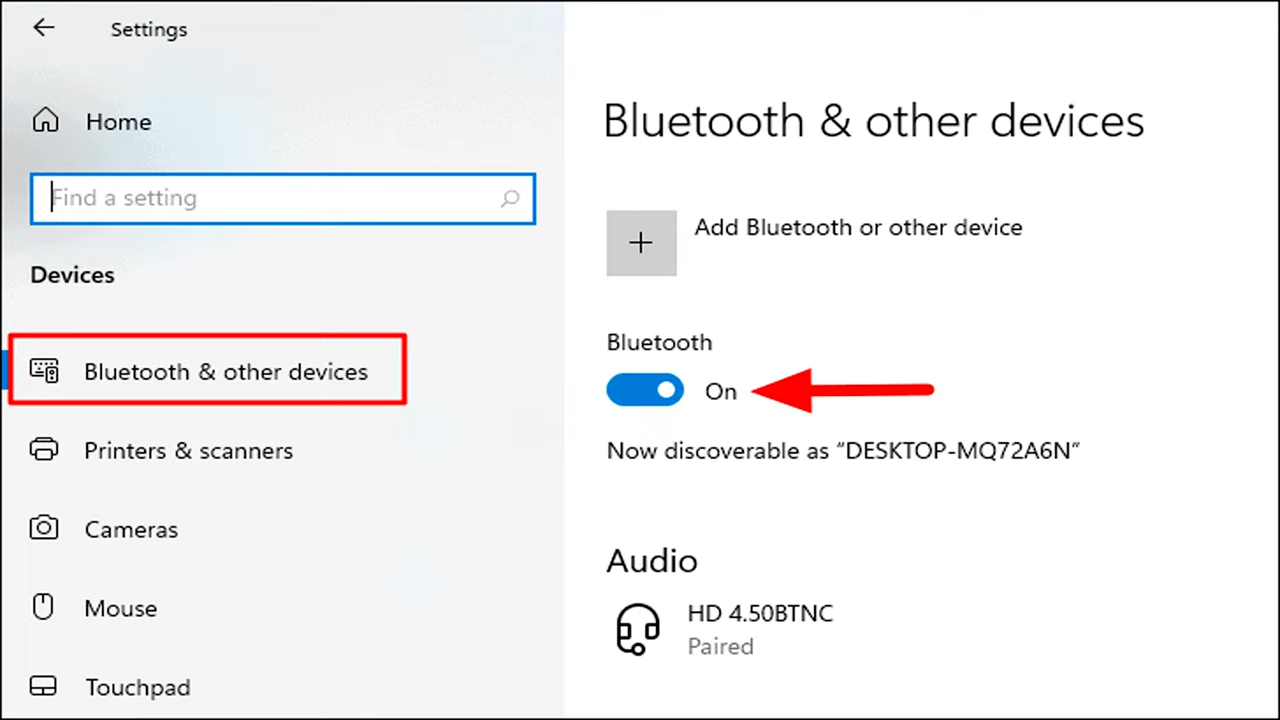 Settings
Home
Find a setting
Devices
Bluetooth & other devices
Printers & scanners
Cameras
Mouse
Touchpad
Bluetooth & other devices
Add Bluetooth or other device
Bluetooth
On
Now discoverable as “DESKTOP-MQ72A6N”
Audio
HD 4.50BTNC
Paired